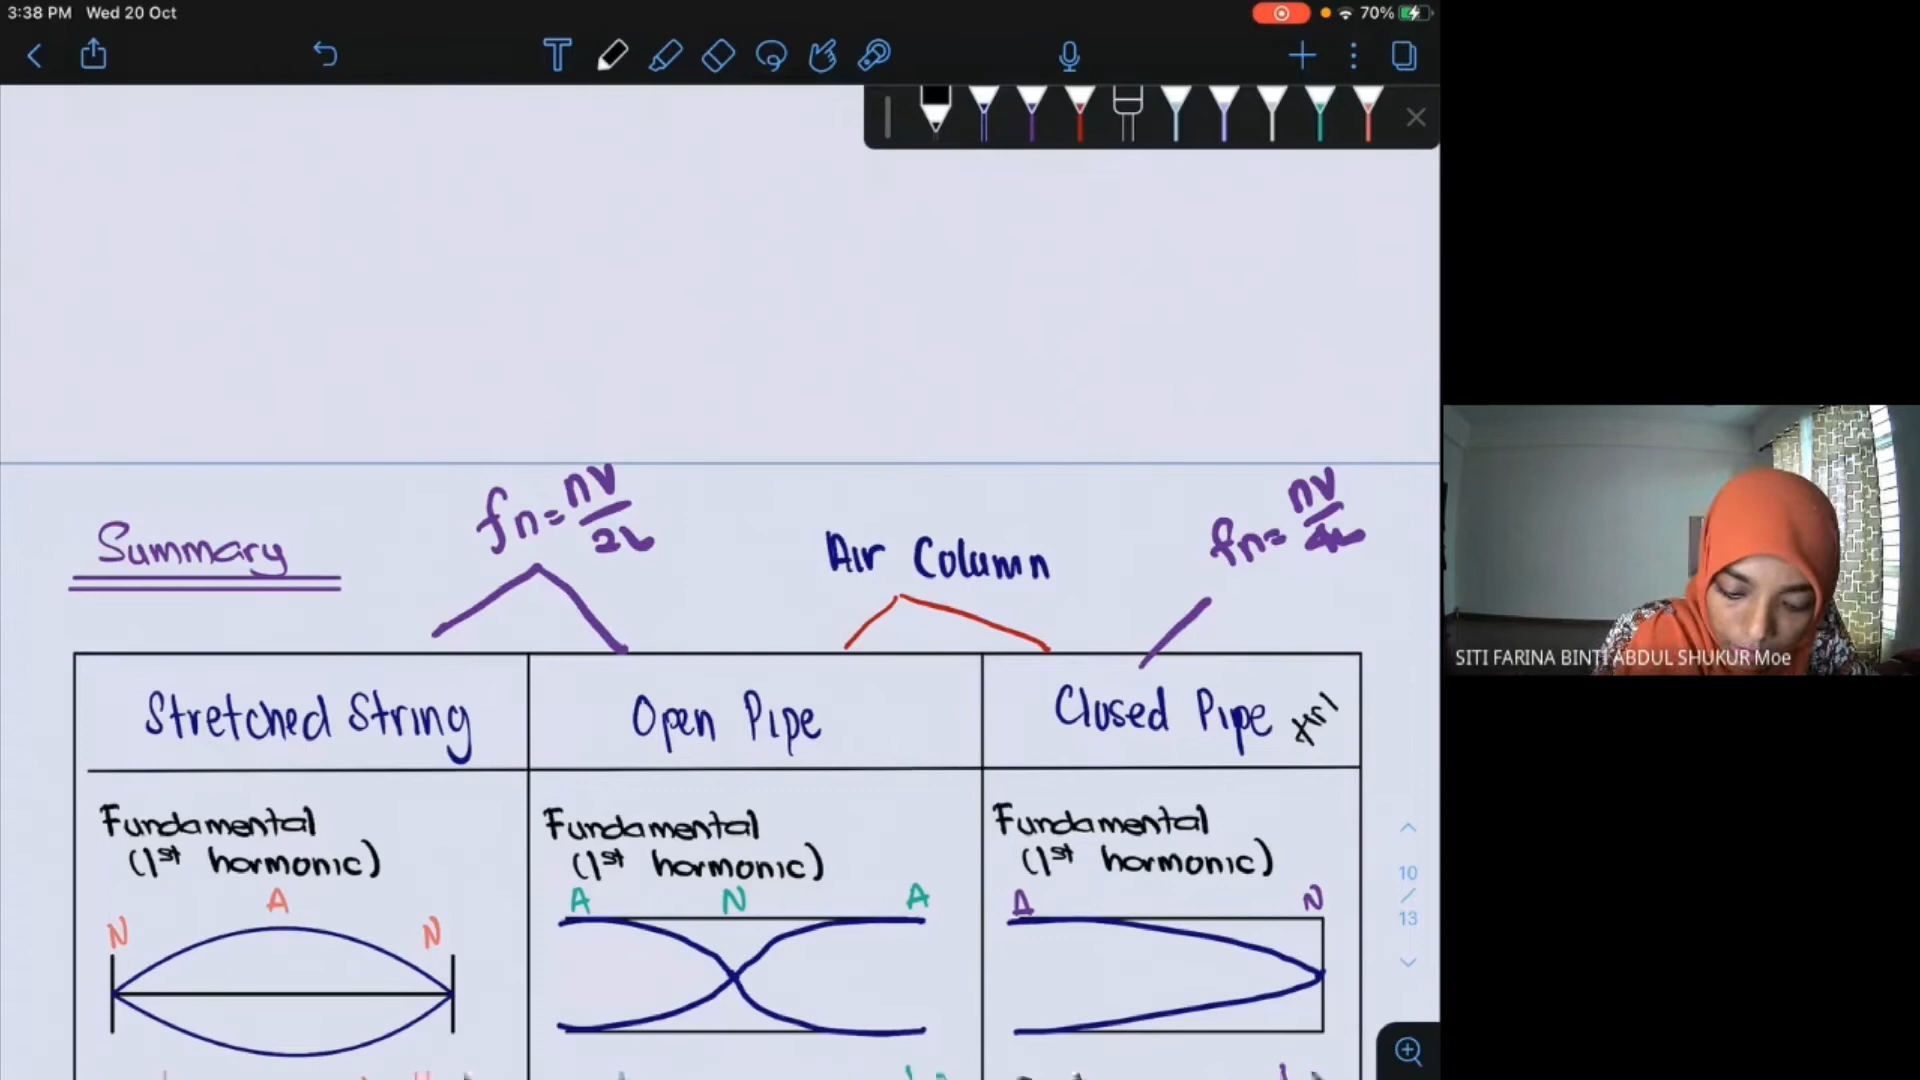 3:38 PM Wed 20 Oct
70%
T
fn = nV/2L
Summary
Air Column
fn = nV/4L
Stretched String
Open Pipe
Closed Pipe
Fundamental
(1st harmonic)
A
N N
Fundamental
(1st harmonic)
A N A
Fundamental
(1st harmonic)
A N
10
/
13
SITI FARINA BINTI ABDUL SHUKUR Moe